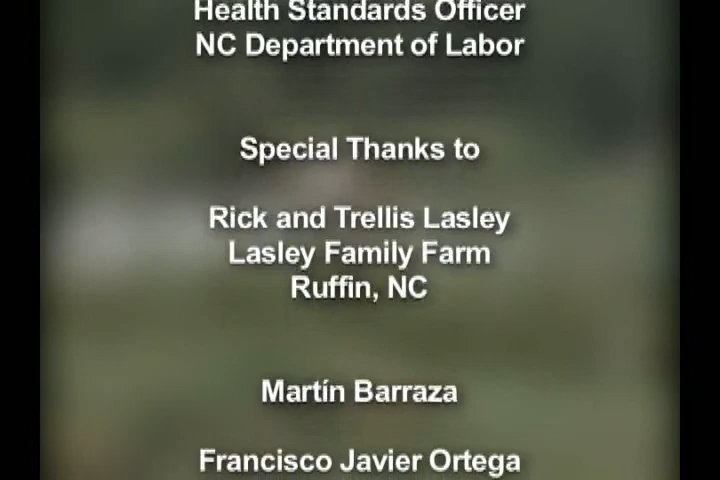 Health Standards Officer
NC Department of Labor
Special Thanks to
Rick and Trellis Lasley
Lasley Family Farm
Ruffin, NC
Martín Barraza
Francisco Javier Ortega